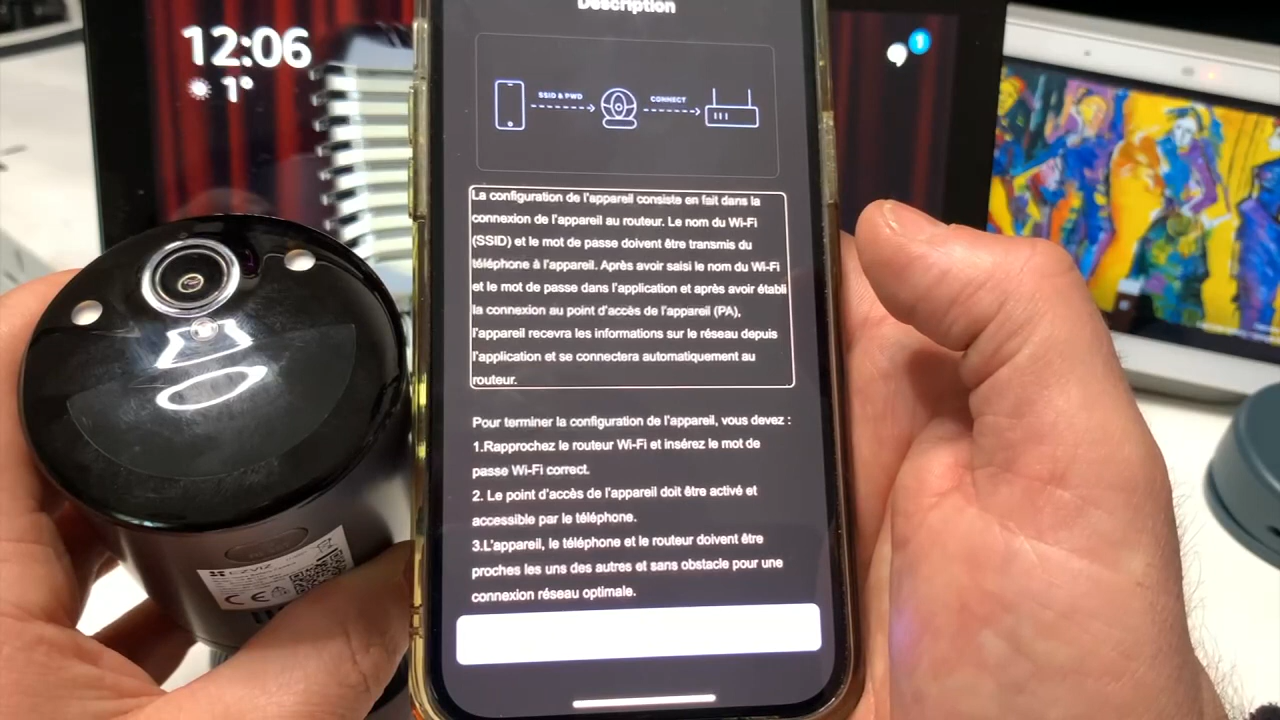 Description
12:06
1°
1
SSID & PWD
CONNECT
La configuration de l'appareil consiste en fait dans la
connexion de l'appareil au routeur. Le nom du Wi-Fi
(SSID) et le mot de passe doivent être transmis du
téléphone à l'appareil. Après avoir saisi le nom du Wi-Fi
et le mot de passe dans l'application et après avoir établi
la connexion au point d'accès de l'appareil (PA),
l'appareil recevra les informations sur le réseau depuis
l'application et se connectera automatiquement au
routeur.
Pour terminer la configuration de l'appareil, vous devez :
1.Rapprochez le routeur Wi-Fi et insérez le mot de
passe Wi-Fi correct.
2. Le point d'accès de l'appareil doit être activé et
accessible par le téléphone.
3.L'appareil, le téléphone et le routeur doivent être
proches les uns des autres et sans obstacle pour une
connexion réseau optimale.
EZVIZ
CE